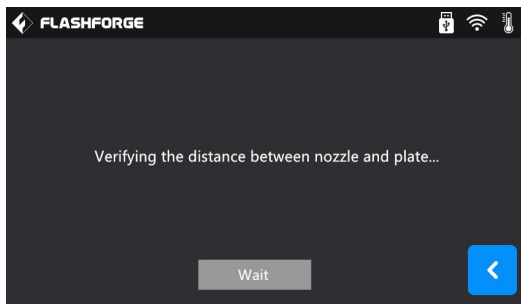 FLASHFORGE
Verifying the distance between nozzle and plate...
Wait